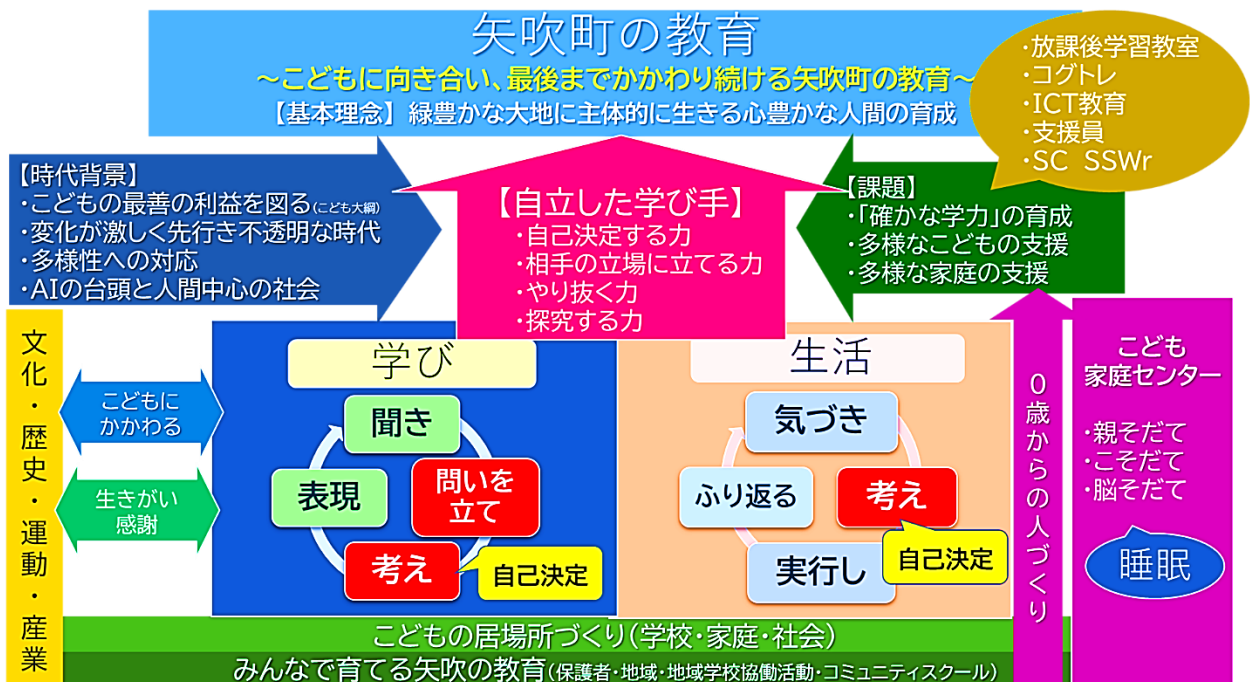 矢吹町の教育
～こどもに向き合い、最後までかかわり続ける矢吹町の教育～
【基本理念】緑豊かな大地に主体的に生きる心豊かな人間の育成
・放課後学習教室
・コグトレ
・ICT教育
・支援員
・SC SSWr
【時代背景】
・こどもの最善の利益を図る(こども大綱)
・変化が激しく先行き不透明な時代
・多様性への対応
・AIの台頭と人間中心の社会
【自立した学び手】
・自己決定する力
・相手の立場に立てる力
・やり抜く力
・探究する力
【課題】
・「確かな学力」の育成
・多様なこどもの支援
・多様な家庭の支援
文化・歴史・運動・産業
こどもに
かかわる
生きがい
感謝
学び
聞き
問いを
立て
考え
自己決定
表現
生活
気づき
考え
自己決定
実行し
ふり返る
0歳からの人づくり
こども
家庭センター
・親そだて
・こそだて
・脳そだて
睡眠
こどもの居場所づくり(学校・家庭・社会)
みんなで育てる矢吹の教育(保護者・地域・地域学校協働活動・コミュニティスクール)